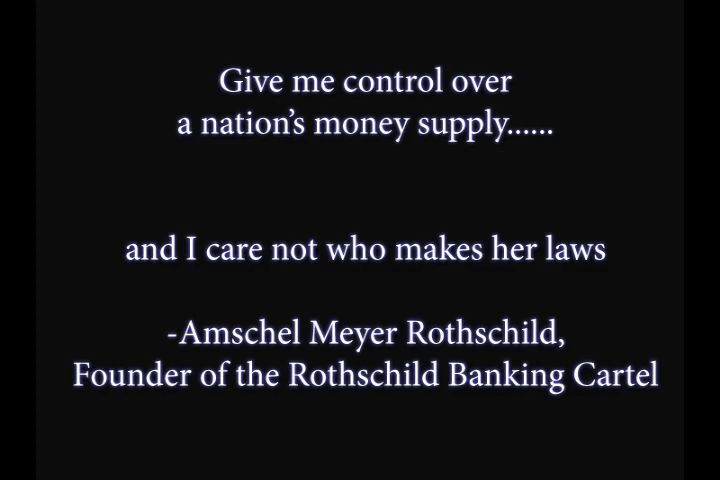 Give me control over
a nation’s money supply......
and I care not who makes her laws
-Amschel Meyer Rothschild,
Founder of the Rothschild Banking Cartel